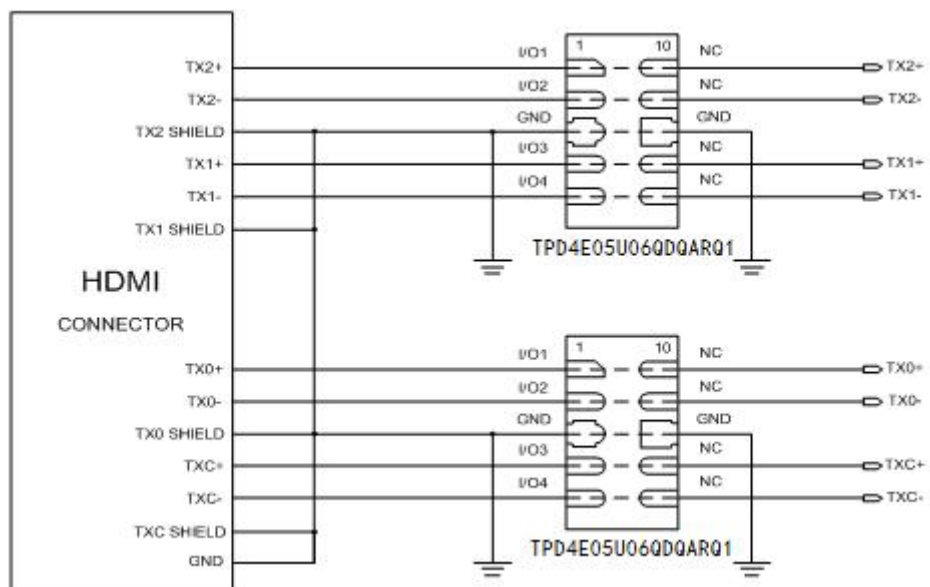 I/O1 1 10 NC
TX2+ TX2+
I/O2 NC
TX2- TX2-
GND GND
TX2 SHIELD
I/O3 NC
TX1+ TX1+
I/O4 NC
TX1- TX1-
TX1 SHIELD
TPD4E05U06QDQARQ1
HDMI
CONNECTOR
I/O1 1 10 NC
TX0+ TX0+
I/O2 NC
TX0- TX0-
GND GND
TX0 SHIELD
I/O3 NC
TXC+ TXC+
I/O4 NC
TXC- TXC-
TXC SHIELD
TPD4E05U06QDQARQ1
GND